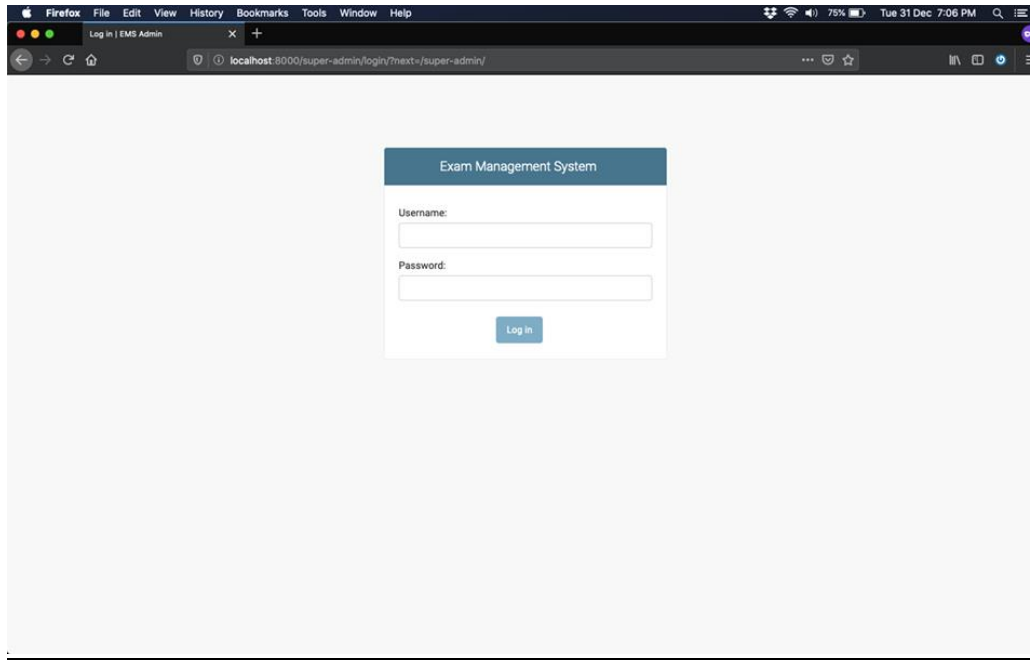 Firefox File Edit View History Bookmarks Tools Window Help 75% Tue 31 Dec 7:06 PM
Log in | EMS Admin
localhost:8000/super-admin/login/?next=/super-admin/
Exam Management System
Username:
Password:
Log in